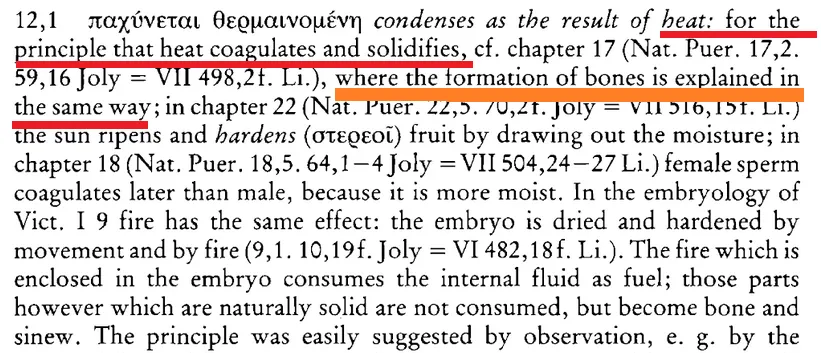 12,1 παχύνεται θερμαινομένη condenses as the result of heat: for the
principle that heat coagulates and solidifies, cf. chapter 17 (Nat. Puer. 17,2.
59,16 Joly = VII 498,2f. Li.), where the formation of bones is explained in
the same way; in chapter 22 (Nat. Puer. 22,5. 70,2f. Joly = VII 516,15f. Li.)
the sun ripens and hardens (στερεοῖ) fruit by drawing out the moisture; in
chapter 18 (Nat. Puer. 18,5. 64,1–4 Joly = VII 504,24–27 Li.) female sperm
coagulates later than male, because it is more moist. In the embryology of
Vict. I 9 fire has the same effect: the embryo is dried and hardened by
movement and by fire (9,1. 10,19f. Joly = VI 482,18f. Li.). The fire which is
enclosed in the embryo consumes the internal fluid as fuel; those parts
however which are naturally solid are not consumed, but become bone and
sinew. The principle was easily suggested by observation, e. g. by the